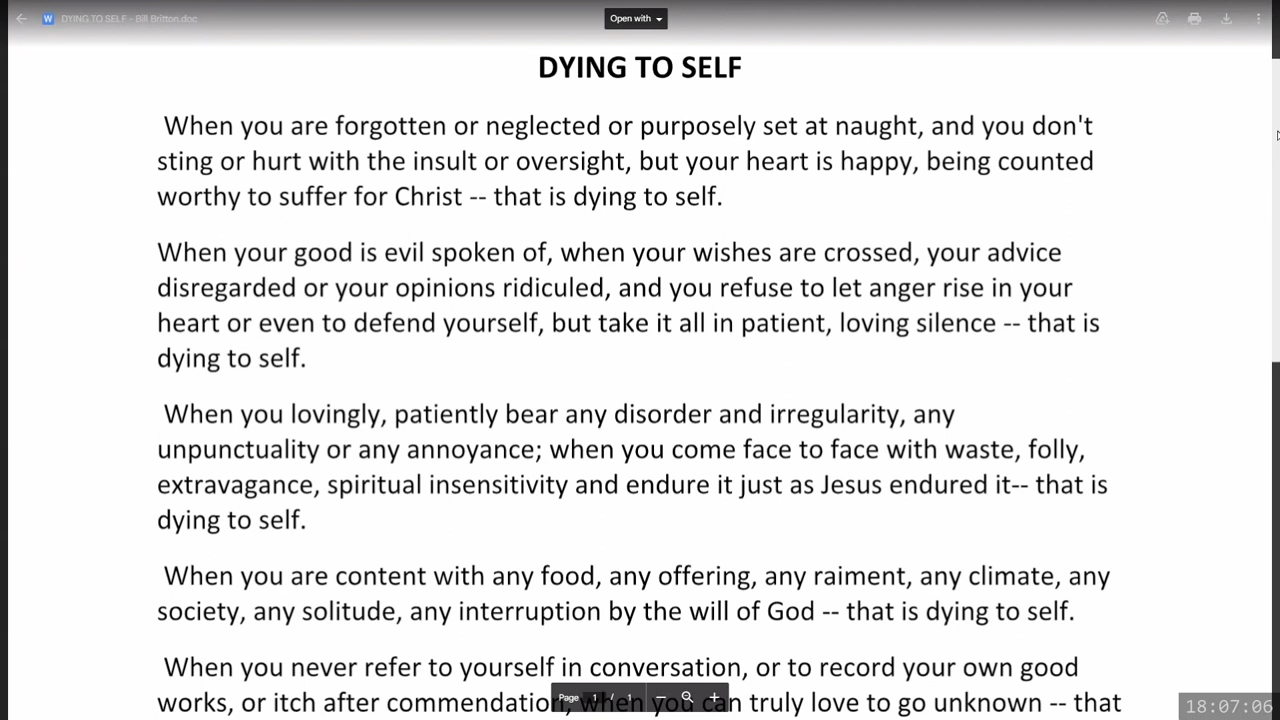 DYING TO SELF - Bill Britton.doc
Open with
DYING TO SELF
When you are forgotten or neglected or purposely set at naught, and you don't
sting or hurt with the insult or oversight, but your heart is happy, being counted
worthy to suffer for Christ -- that is dying to self.
When your good is evil spoken of, when your wishes are crossed, your advice
disregarded or your opinions ridiculed, and you refuse to let anger rise in your
heart or even to defend yourself, but take it all in patient, loving silence -- that is
dying to self.
When you lovingly, patiently bear any disorder and irregularity, any
unpunctuality or any annoyance; when you come face to face with waste, folly,
extravagance, spiritual insensitivity and endure it just as Jesus endured it-- that is
dying to self.
When you are content with any food, any offering, any raiment, any climate, any
society, any solitude, any interruption by the will of God -- that is dying to self.
When you never refer to yourself in conversation, or to record your own good
works, or itch after commendation, when you can truly love to go unknown -- that
Page 1 / 1
18:07:06